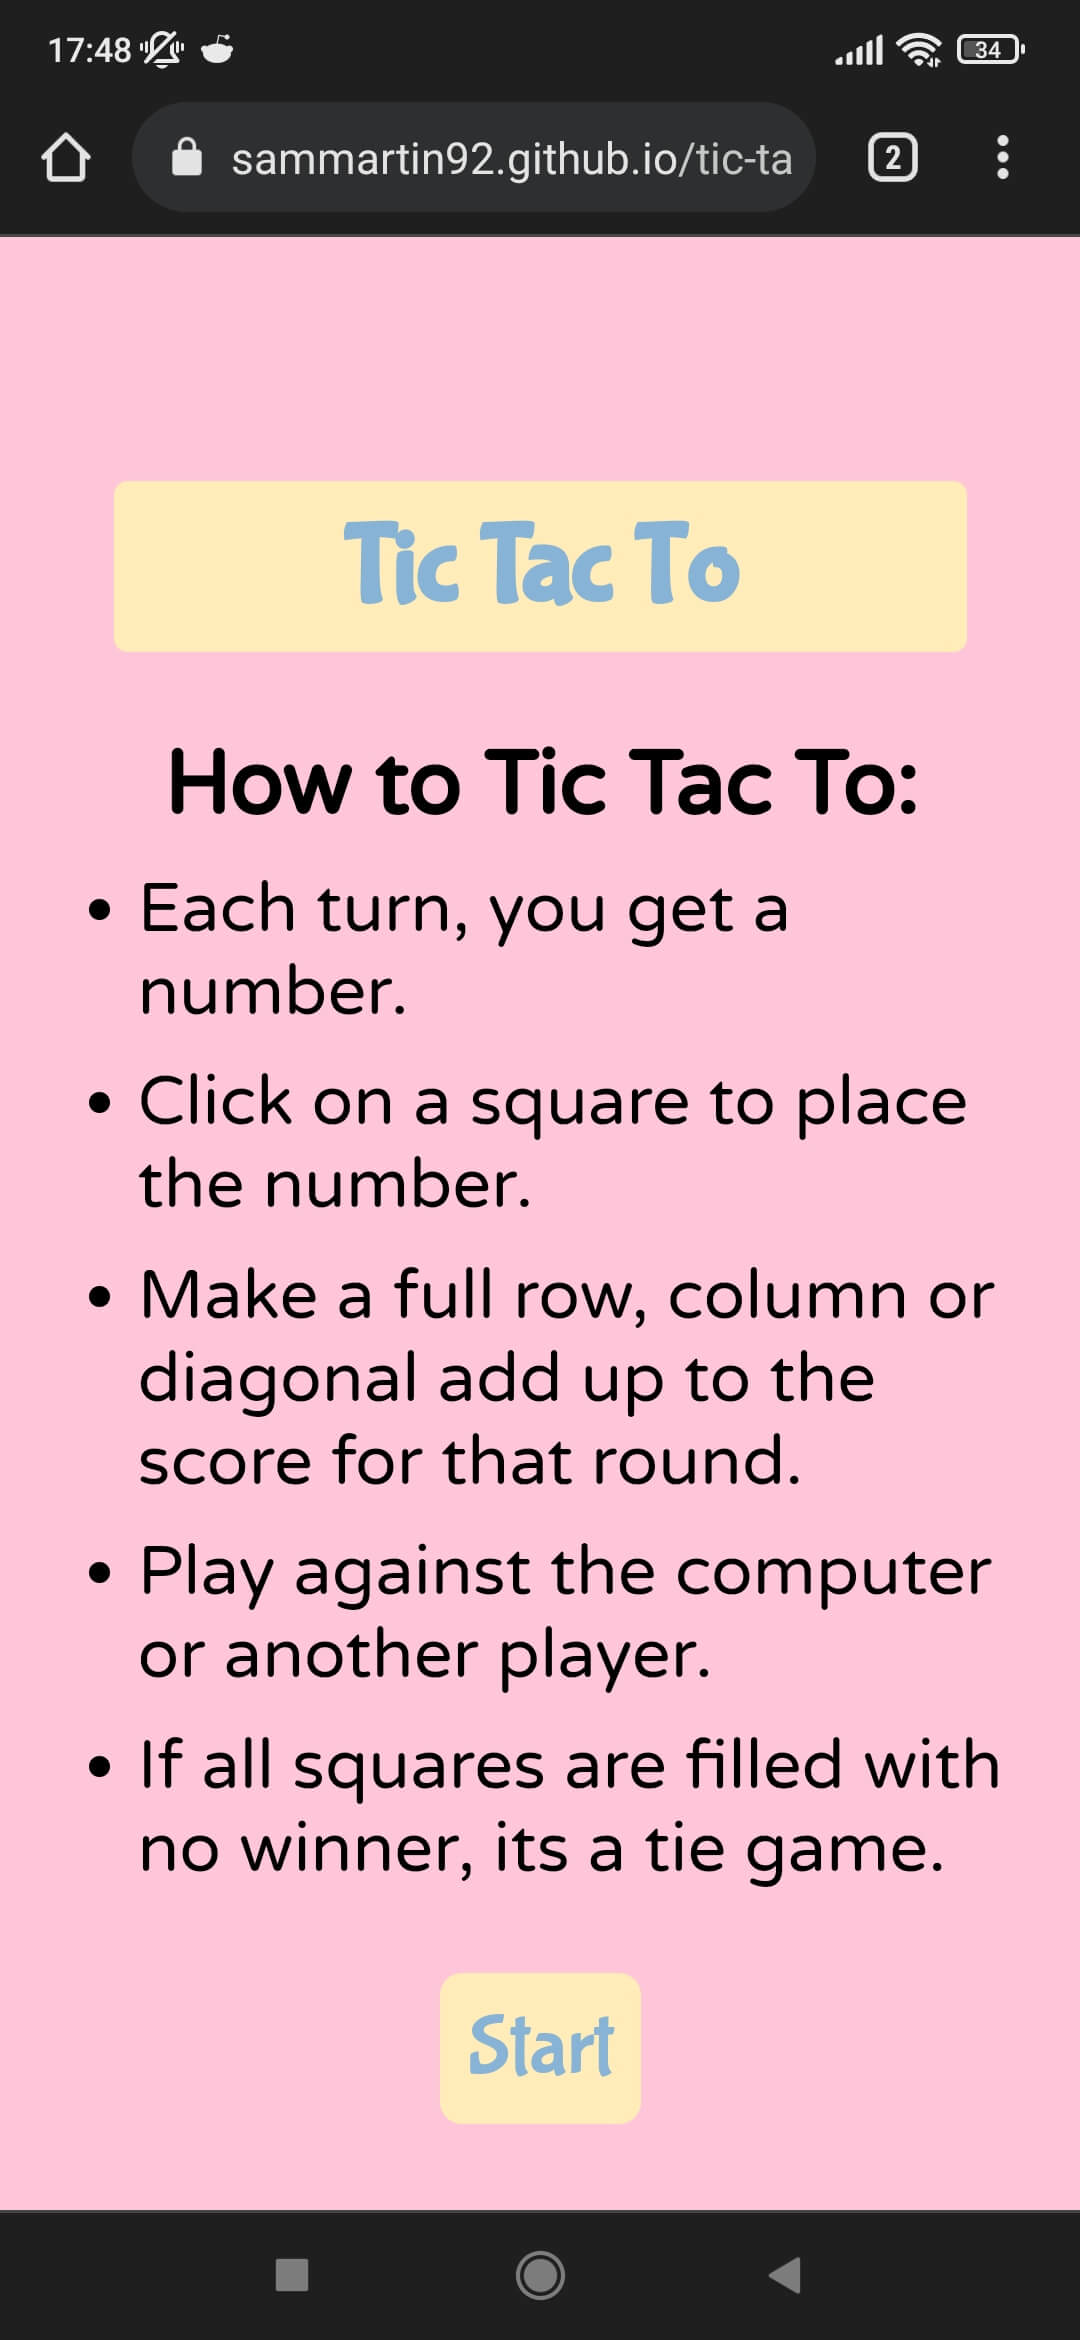 17:48
34
sammartin92.github.io/tic-ta
2
Tic Tac To
How to Tic Tac To:
• Each turn, you get a
number.
• Click on a square to place
the number.
• Make a full row, column or
diagonal add up to the
score for that round.
• Play against the computer
or another player.
• If all squares are filled with
no winner, its a tie game.
Start